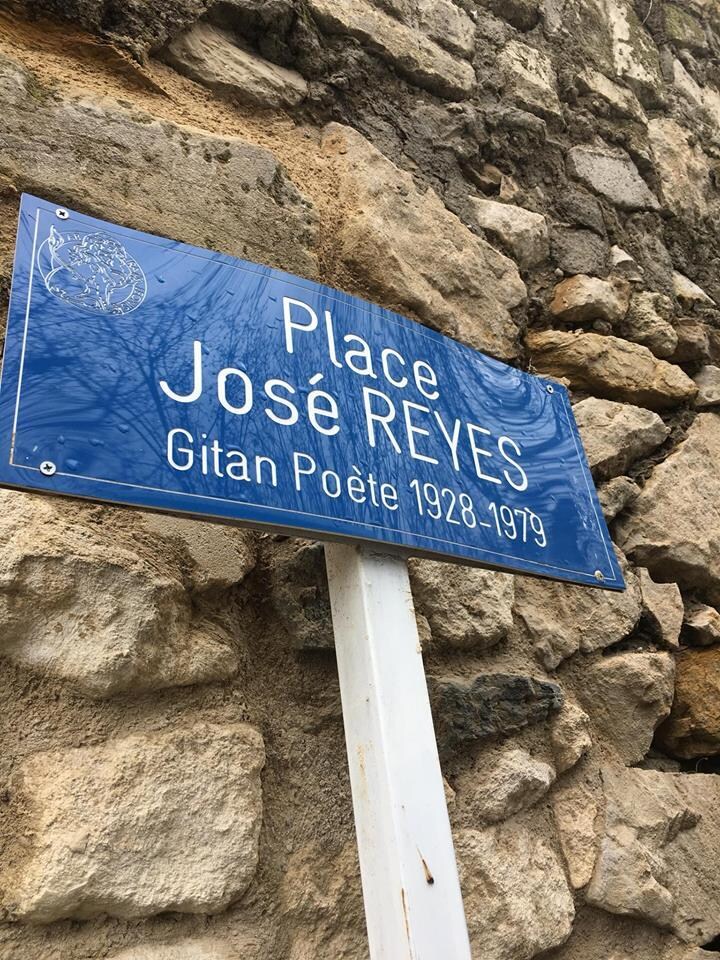 Place
José REYES
Gitan Poète 1928-1979